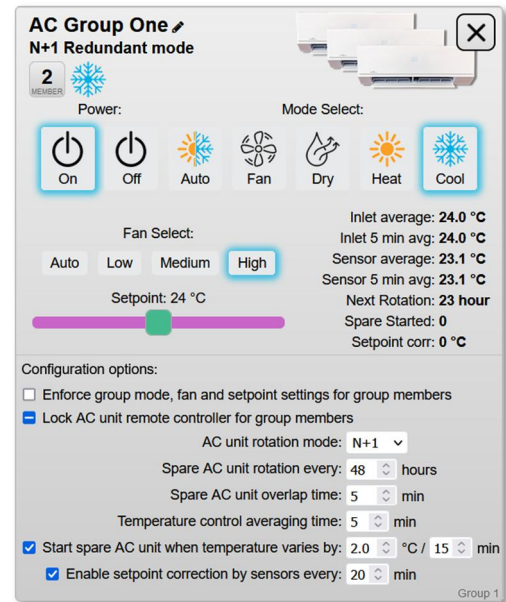 AC Group One
N+1 Redundant mode
2
MEMBER
Power:
Mode Select:
On
Off
Auto
Fan
Dry
Heat
Cool
Fan Select:
Auto
Low
Medium
High
Setpoint: 24 °C
Inlet average: 24.0 °C
Inlet 5 min avg: 24.0 °C
Sensor average: 23.1 °C
Sensor 5 min avg: 23.1 °C
Next Rotation: 23 hour
Spare Started: 0
Setpoint corr: 0 °C
Configuration options:
Enforce group mode, fan and setpoint settings for group members
Lock AC unit remote controller for group members
AC unit rotation mode: N+1
Spare AC unit rotation every: 48 hours
Spare AC unit overlap time: 5 min
Temperature control averaging time: 5 min
Start spare AC unit when temperature varies by: 2.0 °C / 15 min
Enable setpoint correction by sensors every: 20 min
Group 1